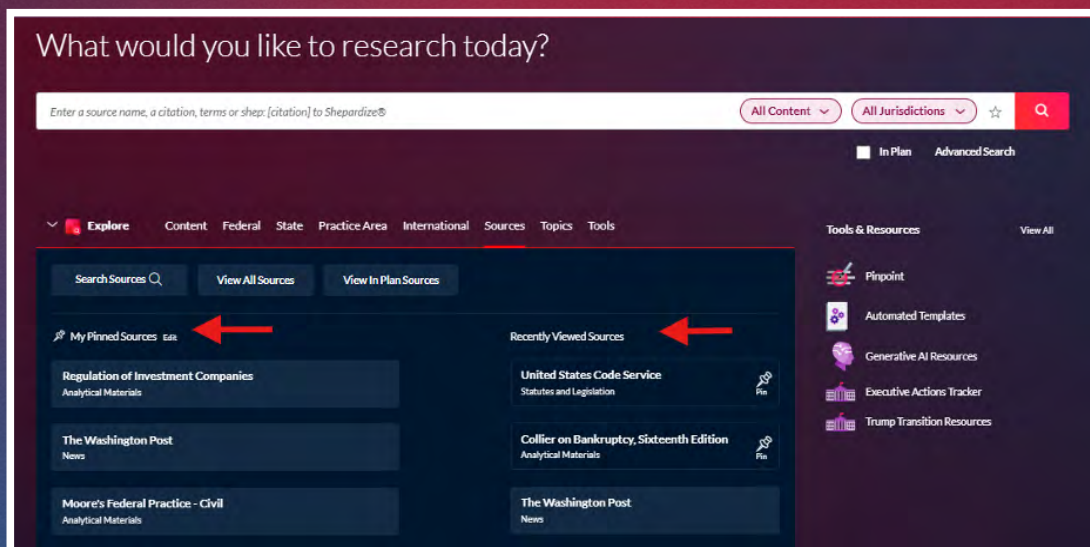 What would you like to research today?
Enter a source name, a citation, terms or shep: [citation] to Shepardize®
All Content
All Jurisdictions
In Plan
Advanced Search
Explore
Content
Federal
State
Practice Area
International
Sources
Topics
Tools
Search Sources
View All Sources
View In Plan Sources
My Pinned Sources Edit
Regulation of Investment Companies
Analytical Materials
The Washington Post
News
Moore's Federal Practice - Civil
Analytical Materials
Recently Viewed Sources
United States Code Service
Statutes and Legislation
Pin
Collier on Bankruptcy, Sixteenth Edition
Analytical Materials
Pin
The Washington Post
News
Tools & Resources
View All
Pinpoint
Automated Templates
Generative AI Resources
Executive Actions Tracker
Trump Transition Resources